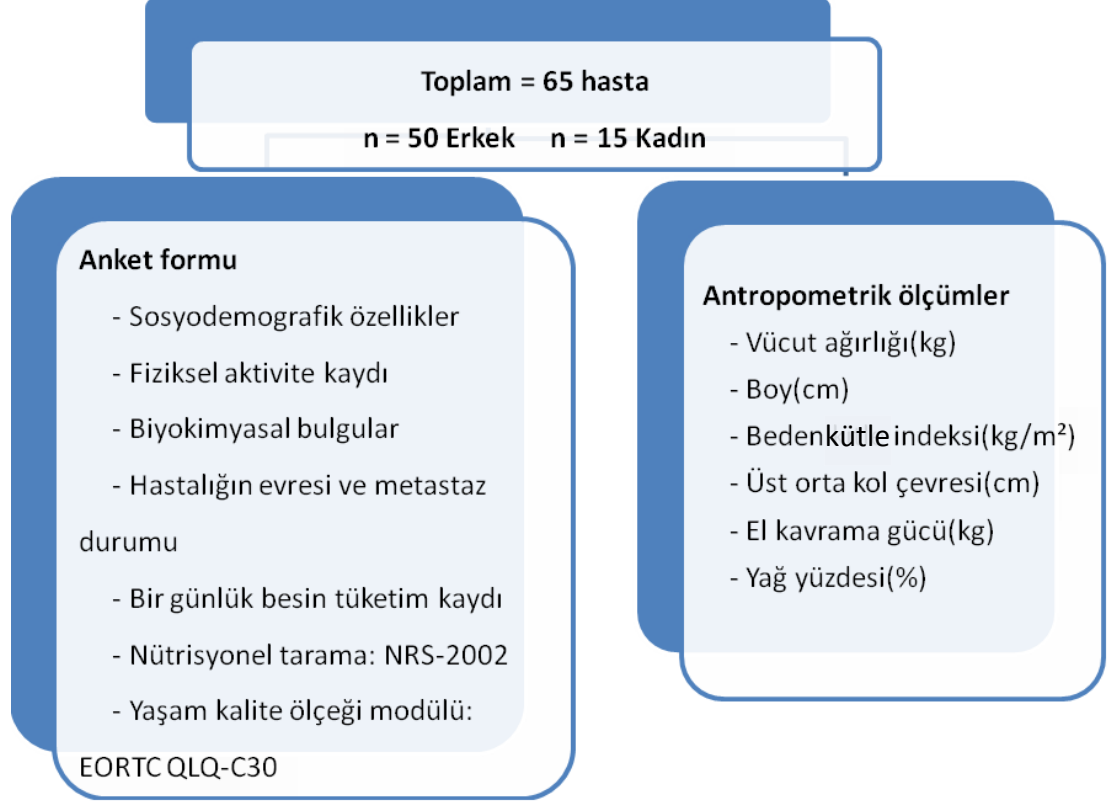 Toplam = 65 hasta
n = 50 Erkek n = 15 Kadın
Anket formu
- Sosyodemografik özellikler
- Fiziksel aktivite kaydı
- Biyokimyasal bulgular
- Hastalığın evresi ve metastaz
durumu
- Bir günlük besin tüketim kaydı
- Nütrisyonel tarama: NRS-2002
- Yaşam kalite ölçeği modülü:
EORTC QLQ-C30
Antropometrik ölçümler
- Vücut ağırlığı(kg)
- Boy(cm)
- Beden kütle indeksi(kg/m²)
- Üst orta kol çevresi(cm)
- El kavrama gücü(kg)
- Yağ yüzdesi(%)